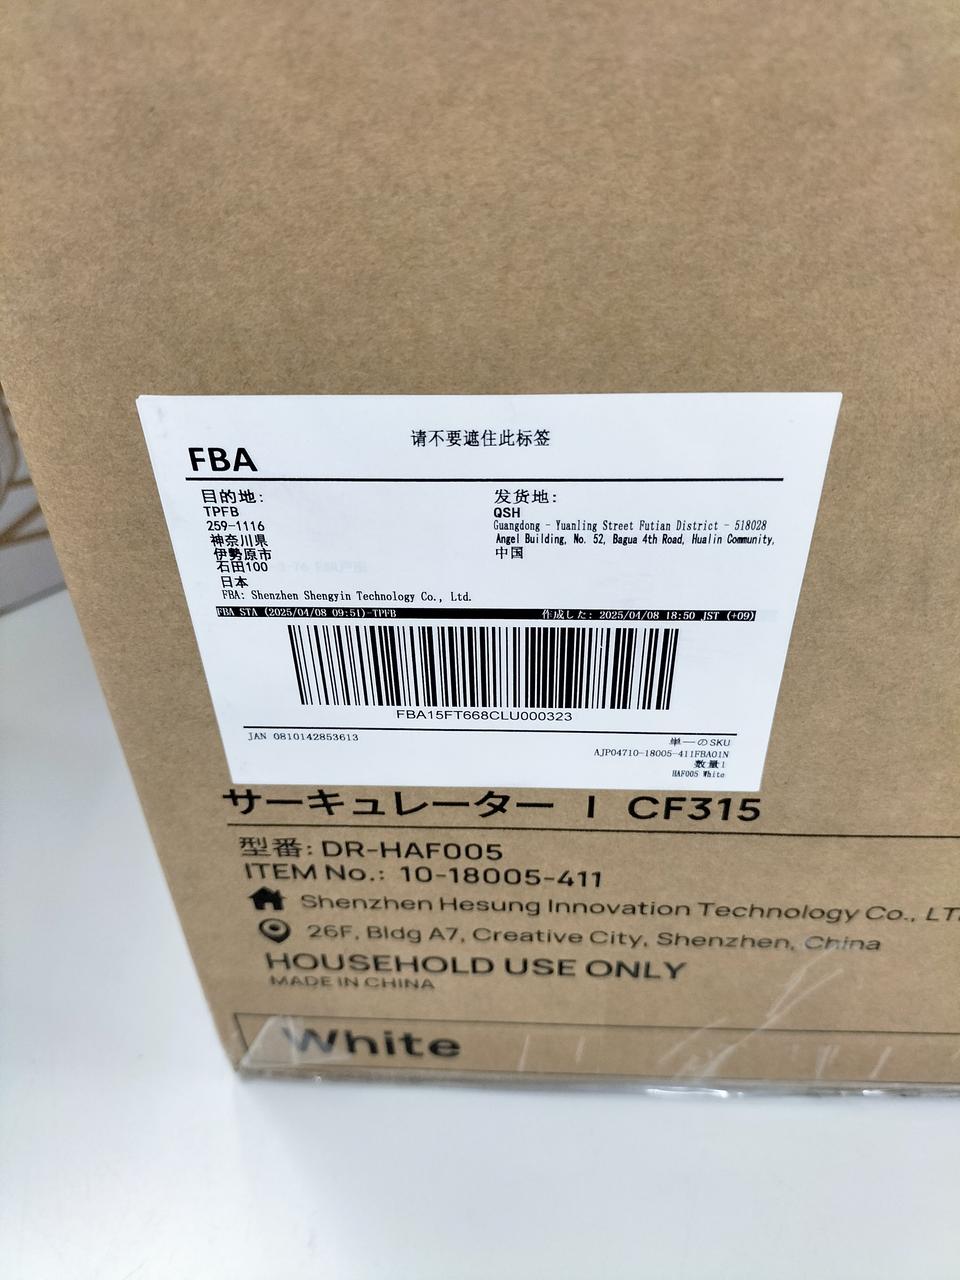 请不要遮住此标签
FBA
目的地:
TPFB
259-1116
神奈川県
伊勢原市
石田100
日本
FBA: Shenzhen Shengyin Technology Co., Ltd.
发货地:
QSH
Guangdong - Yuanling Street Futian District - 518028
Angel Building, No. 52, Bagua 4th Road, Hualin Community,
中国
FBA STA (2025/04/08 09:51)-TPFB
作成した: 2025/04/08 18:50 JST (+09)
FBA15FT668CLU000323
JAN 0810142853613
単一のSKU
AJP04710-18005-411FBA01N
数量1
HAF005 White
サーキュレーター | CF315
型番: DR-HAF005
ITEM No.: 10-18005-411
Shenzhen Hesung Innovation Technology Co., LT
26F, Bldg A7, Creative City, Shenzhen, China
HOUSEHOLD USE ONLY
MADE IN CHINA
White